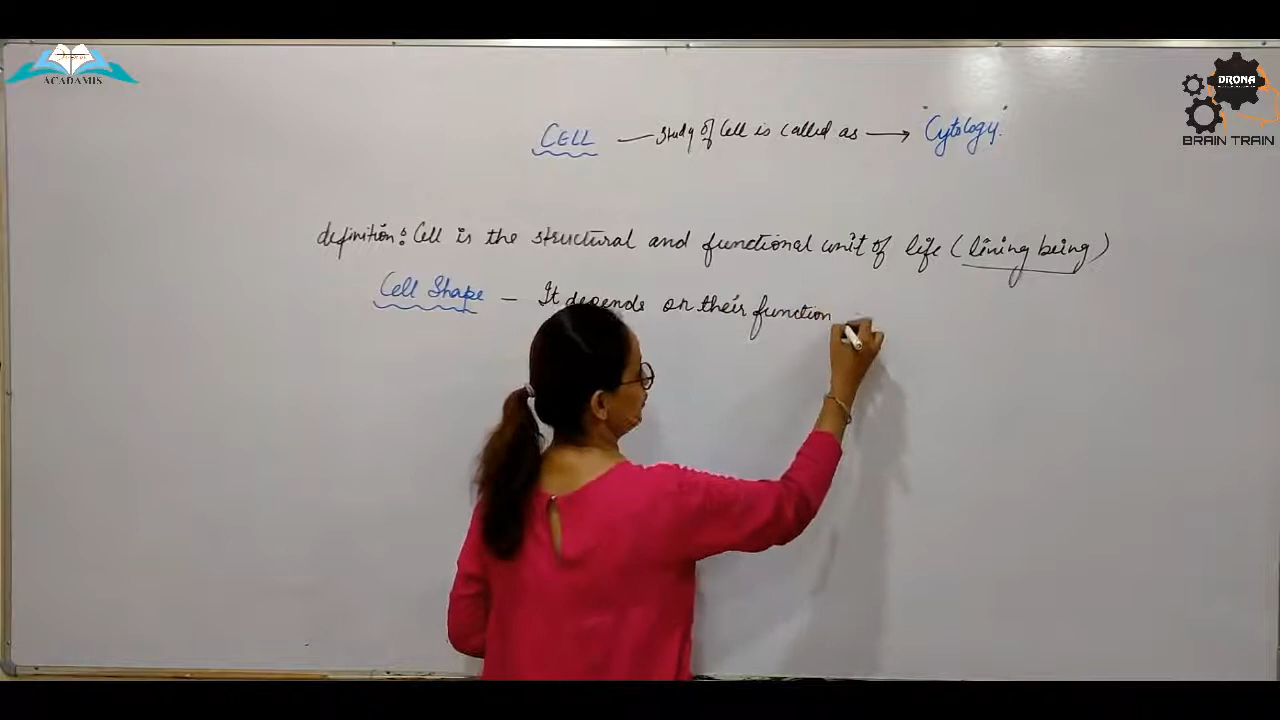 ACADAMIS
DRONA
BRAIN TRAIN
CELL — Study of Cell is called as → "Cytology."
definition: Cell is the structural and functional unit of life (living being)
Cell Shape — It depends on their function